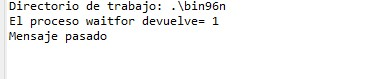 Directorio de trabajo: .\bin96n
El proceso waitfor devuelve= 1
Mensaje pasado